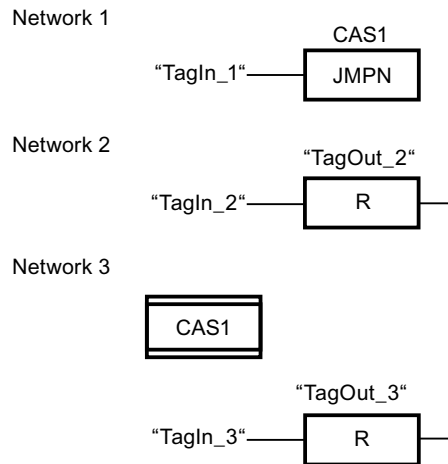 Network 1
CAS1
“TagIn_1“
JMPN
Network 2
“TagOut_2“
“TagIn_2“
R
Network 3
CAS1
“TagOut_3“
“TagIn_3“
R